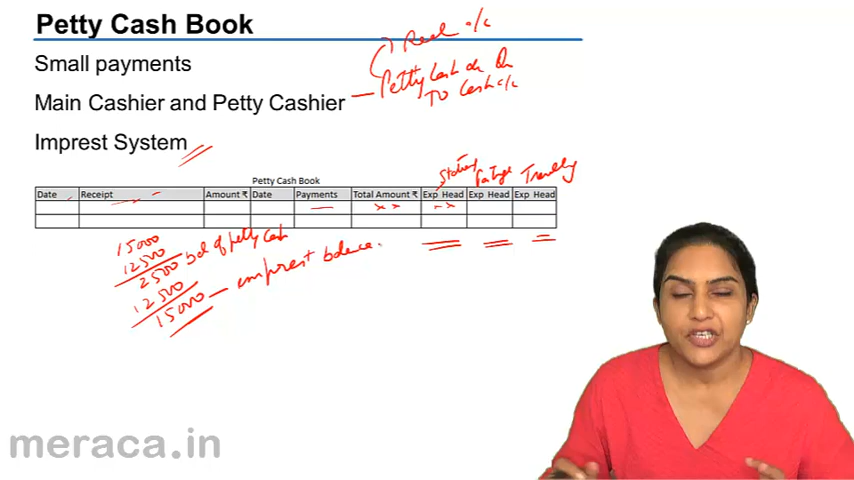 Petty Cash Book
Real a/c
Small payments
Petty Cash a/c Dr
To Cash a/c
Main Cashier and Petty Cashier
Imprest System
Petty Cash Book
Travelling
Date Receipt Amount ₹ Date Payments Total Amount ₹ Exp Head Exp Head Exp Head
15000
12500
2500 bal of petty cash
12500
15000 – imprest balance.
meraca.in